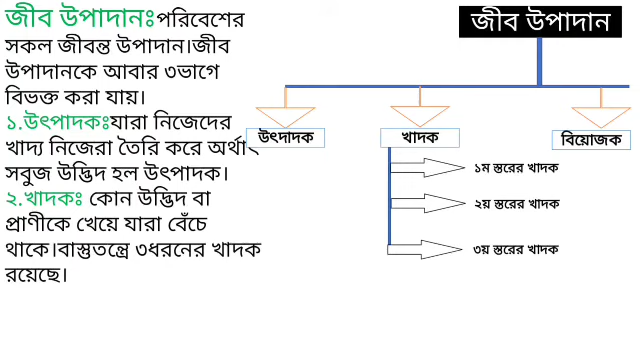 জীব উপাদানঃপরিবেশের
সকল জীবন্ত উপাদান।জীব
উপাদানকে আবার ৩ভাগে
বিভক্ত করা যায়।
১.উৎপাদকঃযারা নিজেদের
খাদ্য নিজেরা তৈরি করে অর্থাৎ
সবুজ উদ্ভিদ হল উৎপাদক।
২.খাদকঃ কোন উদ্ভিদ বা
প্রাণীকে খেয়ে যারা বেঁচে
থাকে।বাস্তুতন্ত্রে ৩ধরনের খাদক
রয়েছে।
জীব উপাদান
উৎদাদক
খাদক
বিয়োজক
১ম স্তরের খাদক
২য় স্তরের খাদক
৩য় স্তরের খাদক